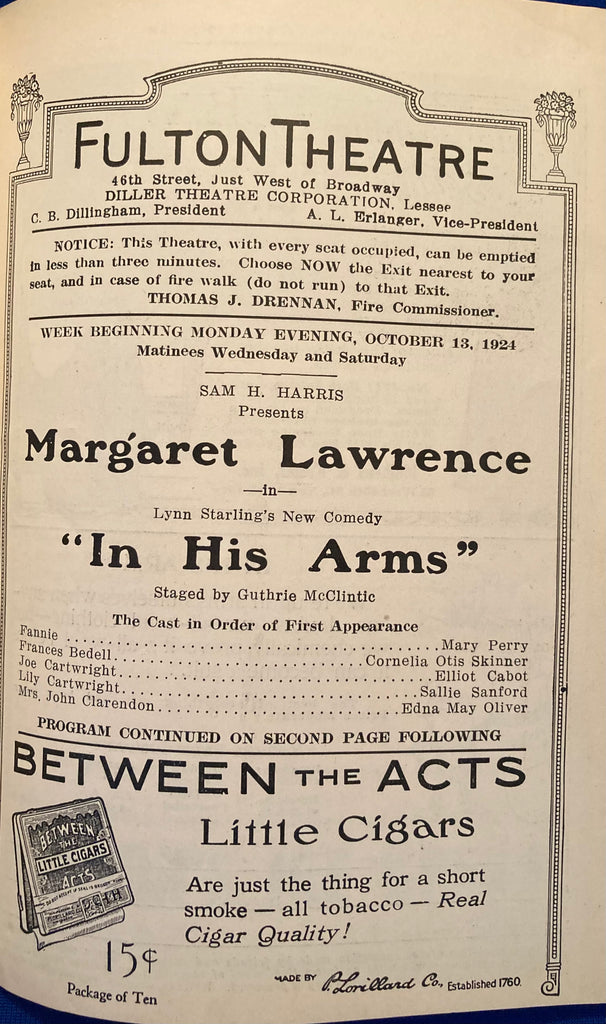 FULTON THEATRE
46th Street, Just West of Broadway
DILLER THEATRE CORPORATION, Lessee
C. B. Dillingham, President A. L. Erlanger, Vice-President
NOTICE: This Theatre, with every seat occupied, can be emptied
in less than three minutes. Choose NOW the Exit nearest to your
seat, and in case of fire walk (do not run) to that Exit.
THOMAS J. DRENNAN, Fire Commissioner.
WEEK BEGINNING MONDAY EVENING, OCTOBER 13, 1924
Matinees Wednesday and Saturday
SAM H. HARRIS
Presents
Margaret Lawrence
—in—
Lynn Starling's New Comedy
"In His Arms"
Staged by Guthrie McClintic
The Cast in Order of First Appearance
Fannie ........................................Mary Perry
Frances Bedell..............................Cornelia Otis Skinner
Joe Cartwright....................................Elliot Cabot
Lily Cartwright...................................Sallie Sanford
Mrs. John Clarendon...........................Edna May Oliver
PROGRAM CONTINUED ON SECOND PAGE FOLLOWING
BETWEEN THE ACTS
Little Cigars
BETWEEN
THE
LITTLE CIGARS
ACTS
Are just the thing for a short
smoke — all tobacco — Real
Cigar Quality!
15¢
Package of Ten
MADE BY P. Lorillard Co., Established 1760.